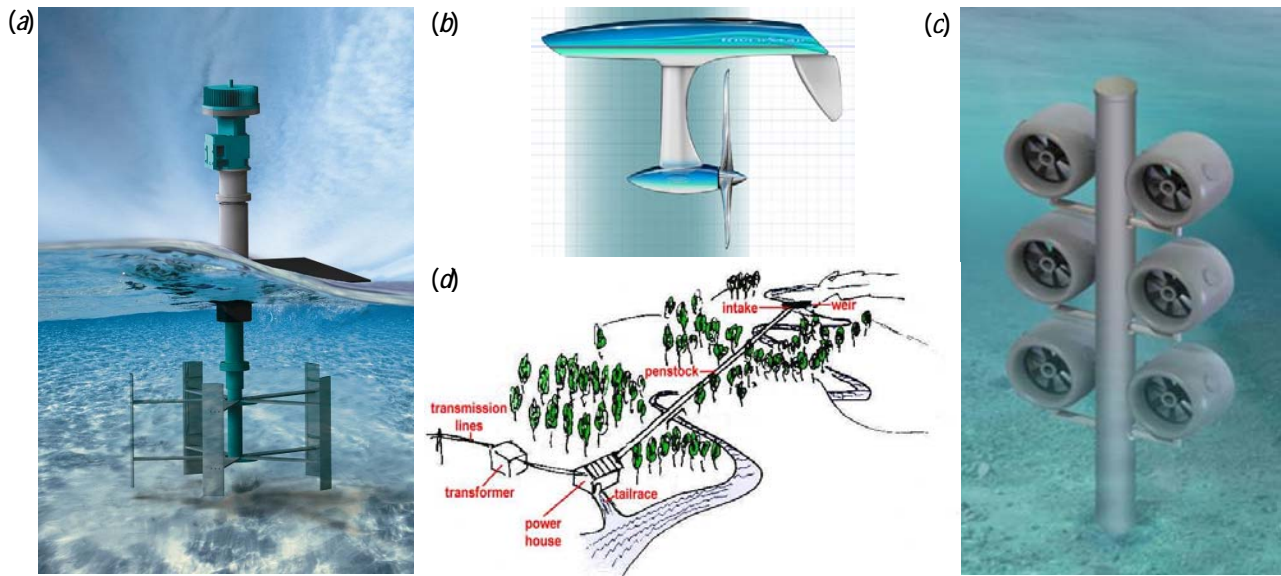 (a)
(b)
(c)
(d)
intake
weir
penstock
transmission
lines
transformer
tailrace
power
house